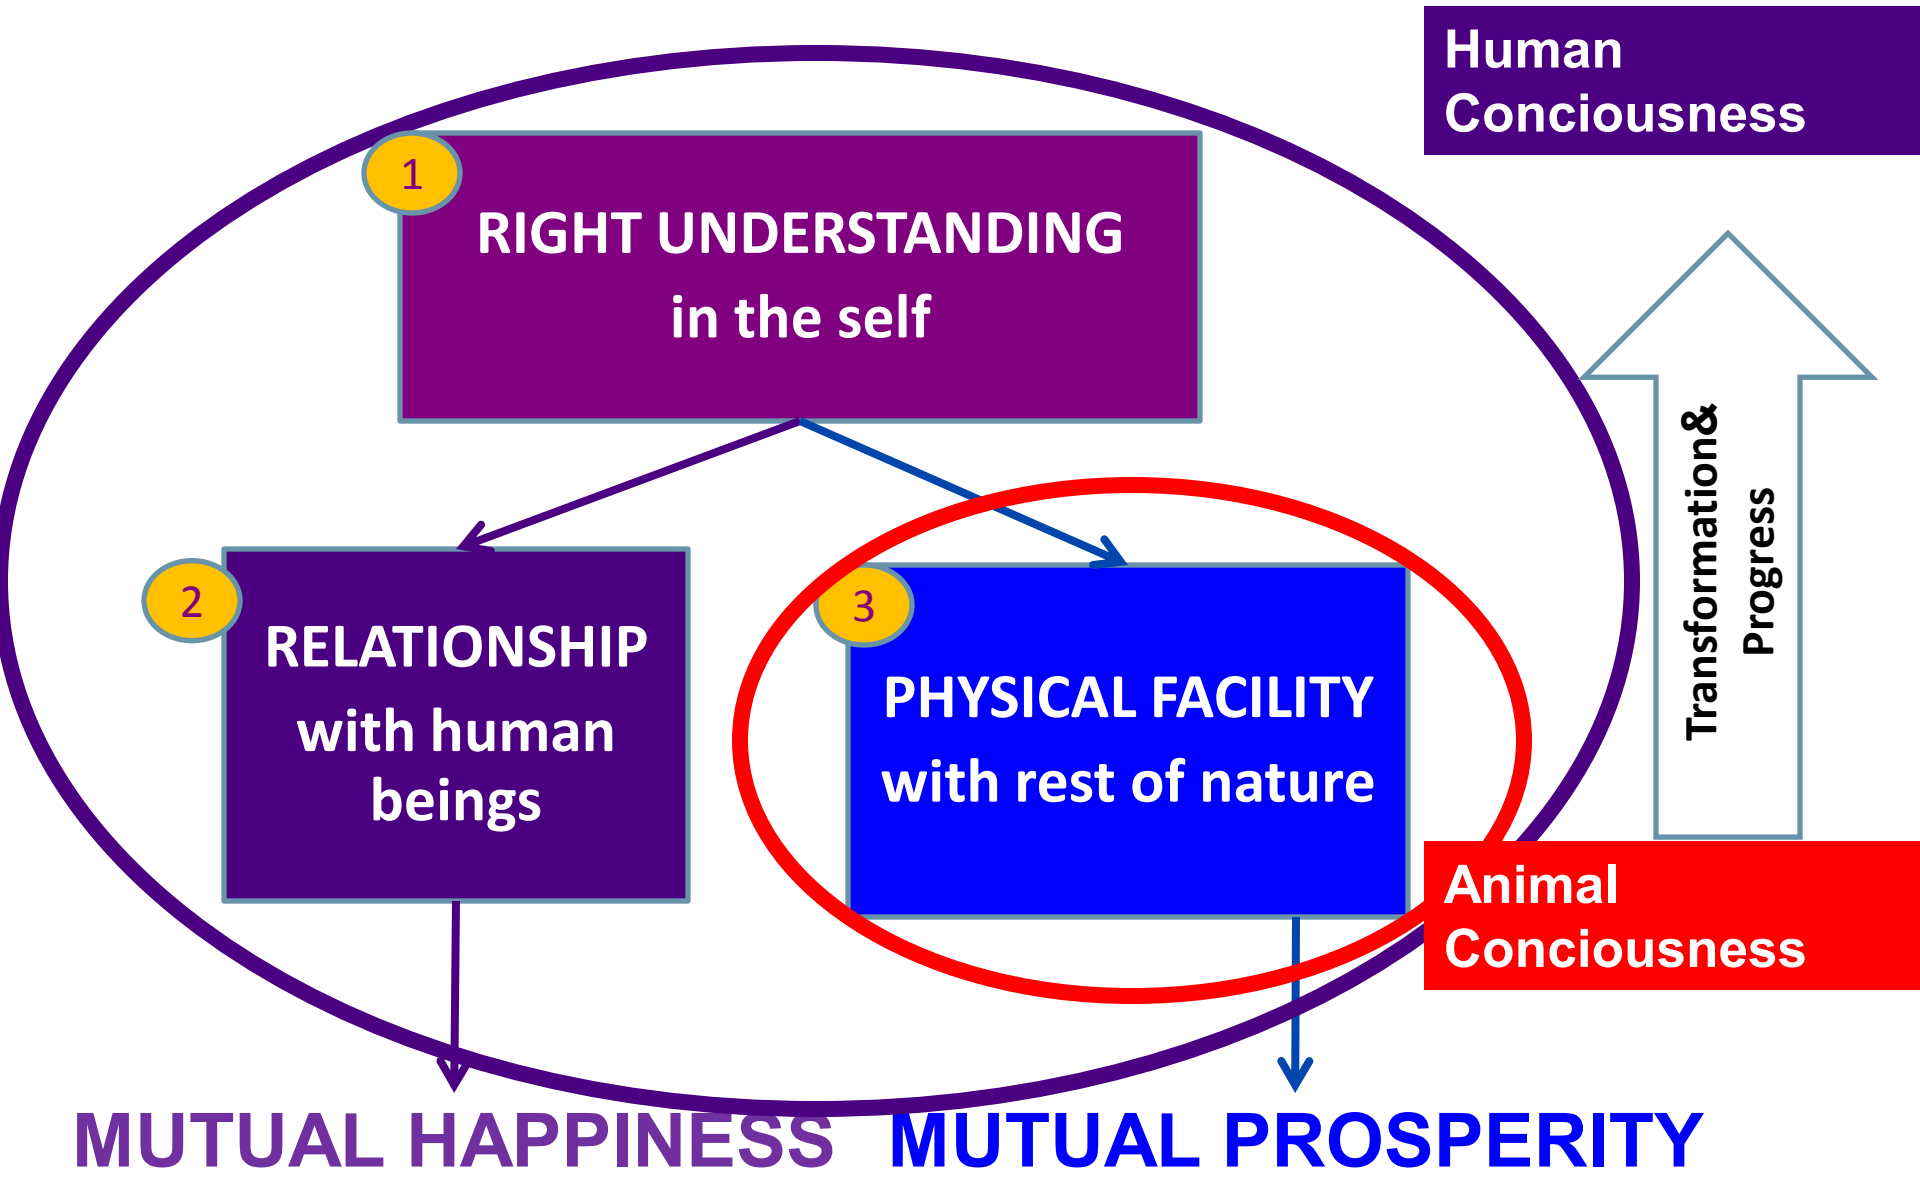 Human
Conciousness
1
RIGHT UNDERSTANDING
in the self
2
RELATIONSHIP
with human
beings
3
PHYSICAL FACILITY
with rest of nature
Transformation&
Progress
Animal
Conciousness
MUTUAL HAPPINESS
MUTUAL PROSPERITY